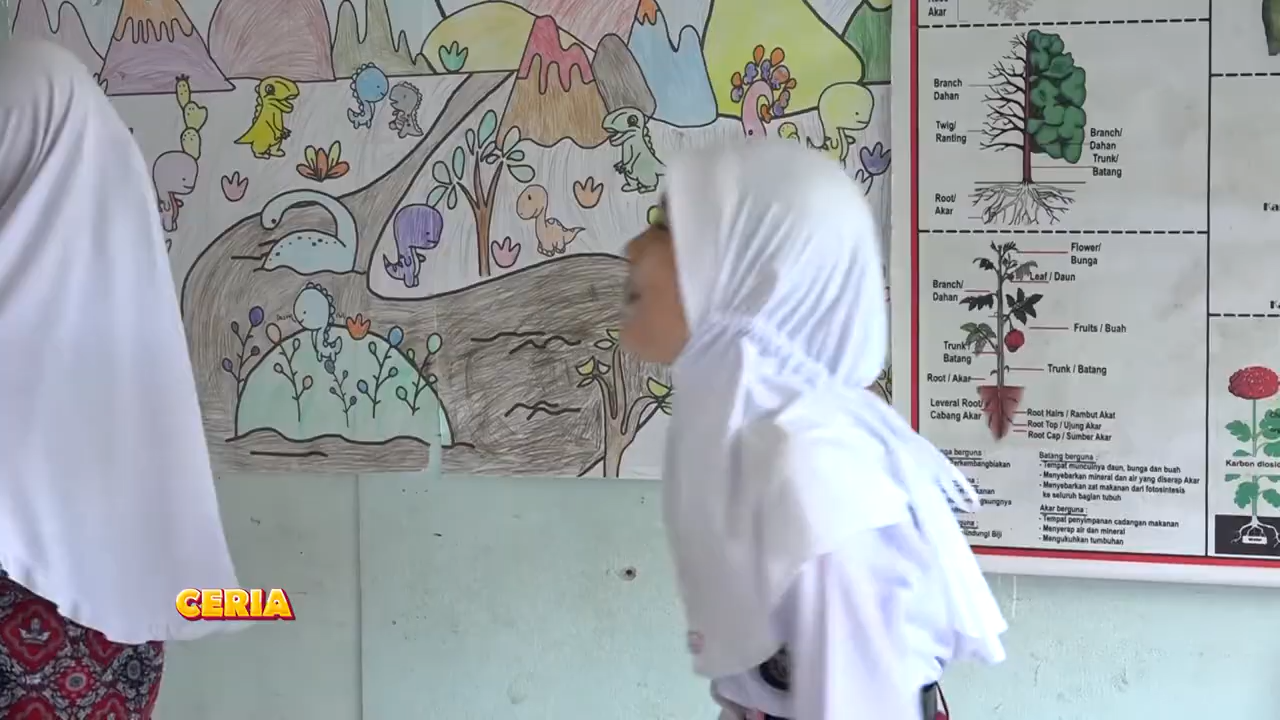 Akar
Branch
Dahan
Twig/
Ranting
Branch/
Dahan
Trunk/
Batang
Root/
Akar
Flower/
Bunga
Leaf / Daun
Branch/
Dahan
Fruits / Buah
Trunk/
Batang
Trunk / Batang
Root / Akar
Leveral Root/
Cabang Akar
Root Hairs / Rambut Akat
Root Top / Ujung Akar
Root Cap / Sumber Akar
berguna
Batang berguna :
- Tempat munculnya daun, bunga dan buah
- Menyebarkan mineral dan air yang diserap Akar
- Menyebarkan zat makanan dari fotosintesis
ke seluruh bagian tubuh
Akar berguna :
- Tempat penyimpanan cadangan makanan
- Menyerap air dan mineral
- Mengukuhkan tumbuhan
Biji
Karbon
CERIA